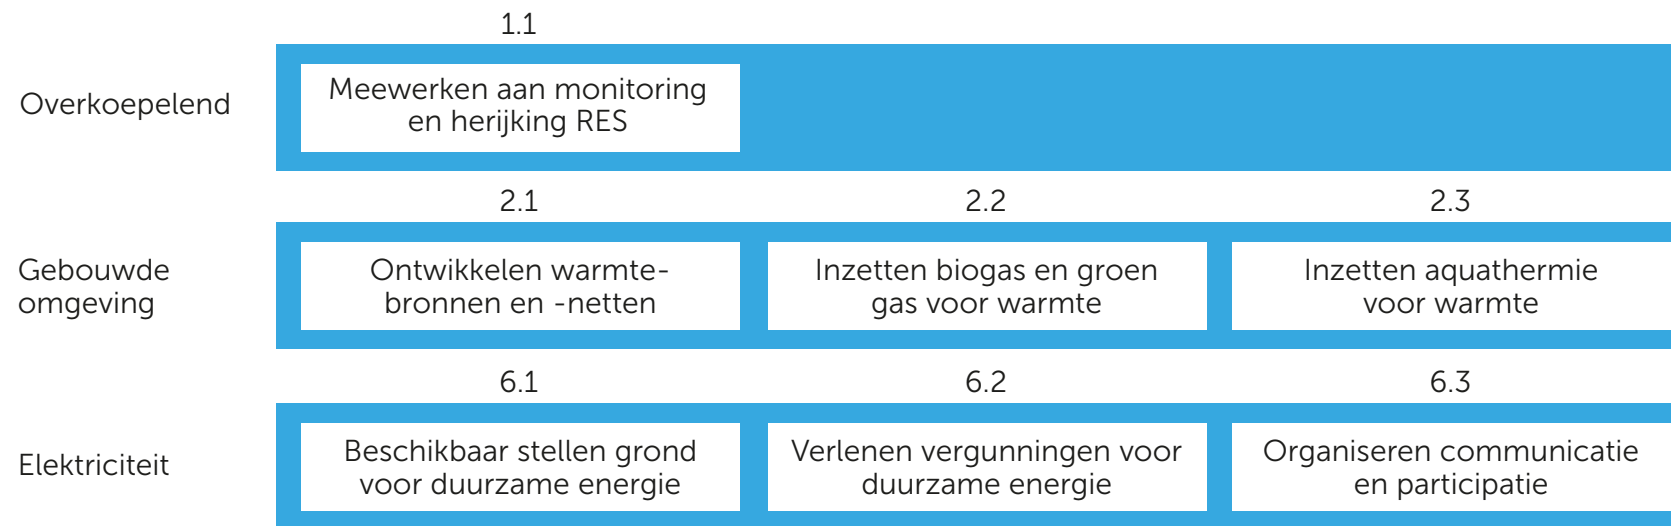 1.1
Overkoepelend
Meewerken aan monitoring
en herijking RES
2.1
2.2
2.3
Gebouwde
omgeving
Ontwikkelen warmte-
bronnen en -netten
Inzetten biogas en groen
gas voor warmte
Inzetten aquathermie
voor warmte
6.1
6.2
6.3
Elektriciteit
Beschikbaar stellen grond
voor duurzame energie
Verlenen vergunningen voor
duurzame energie
Organiseren communicatie
en participatie